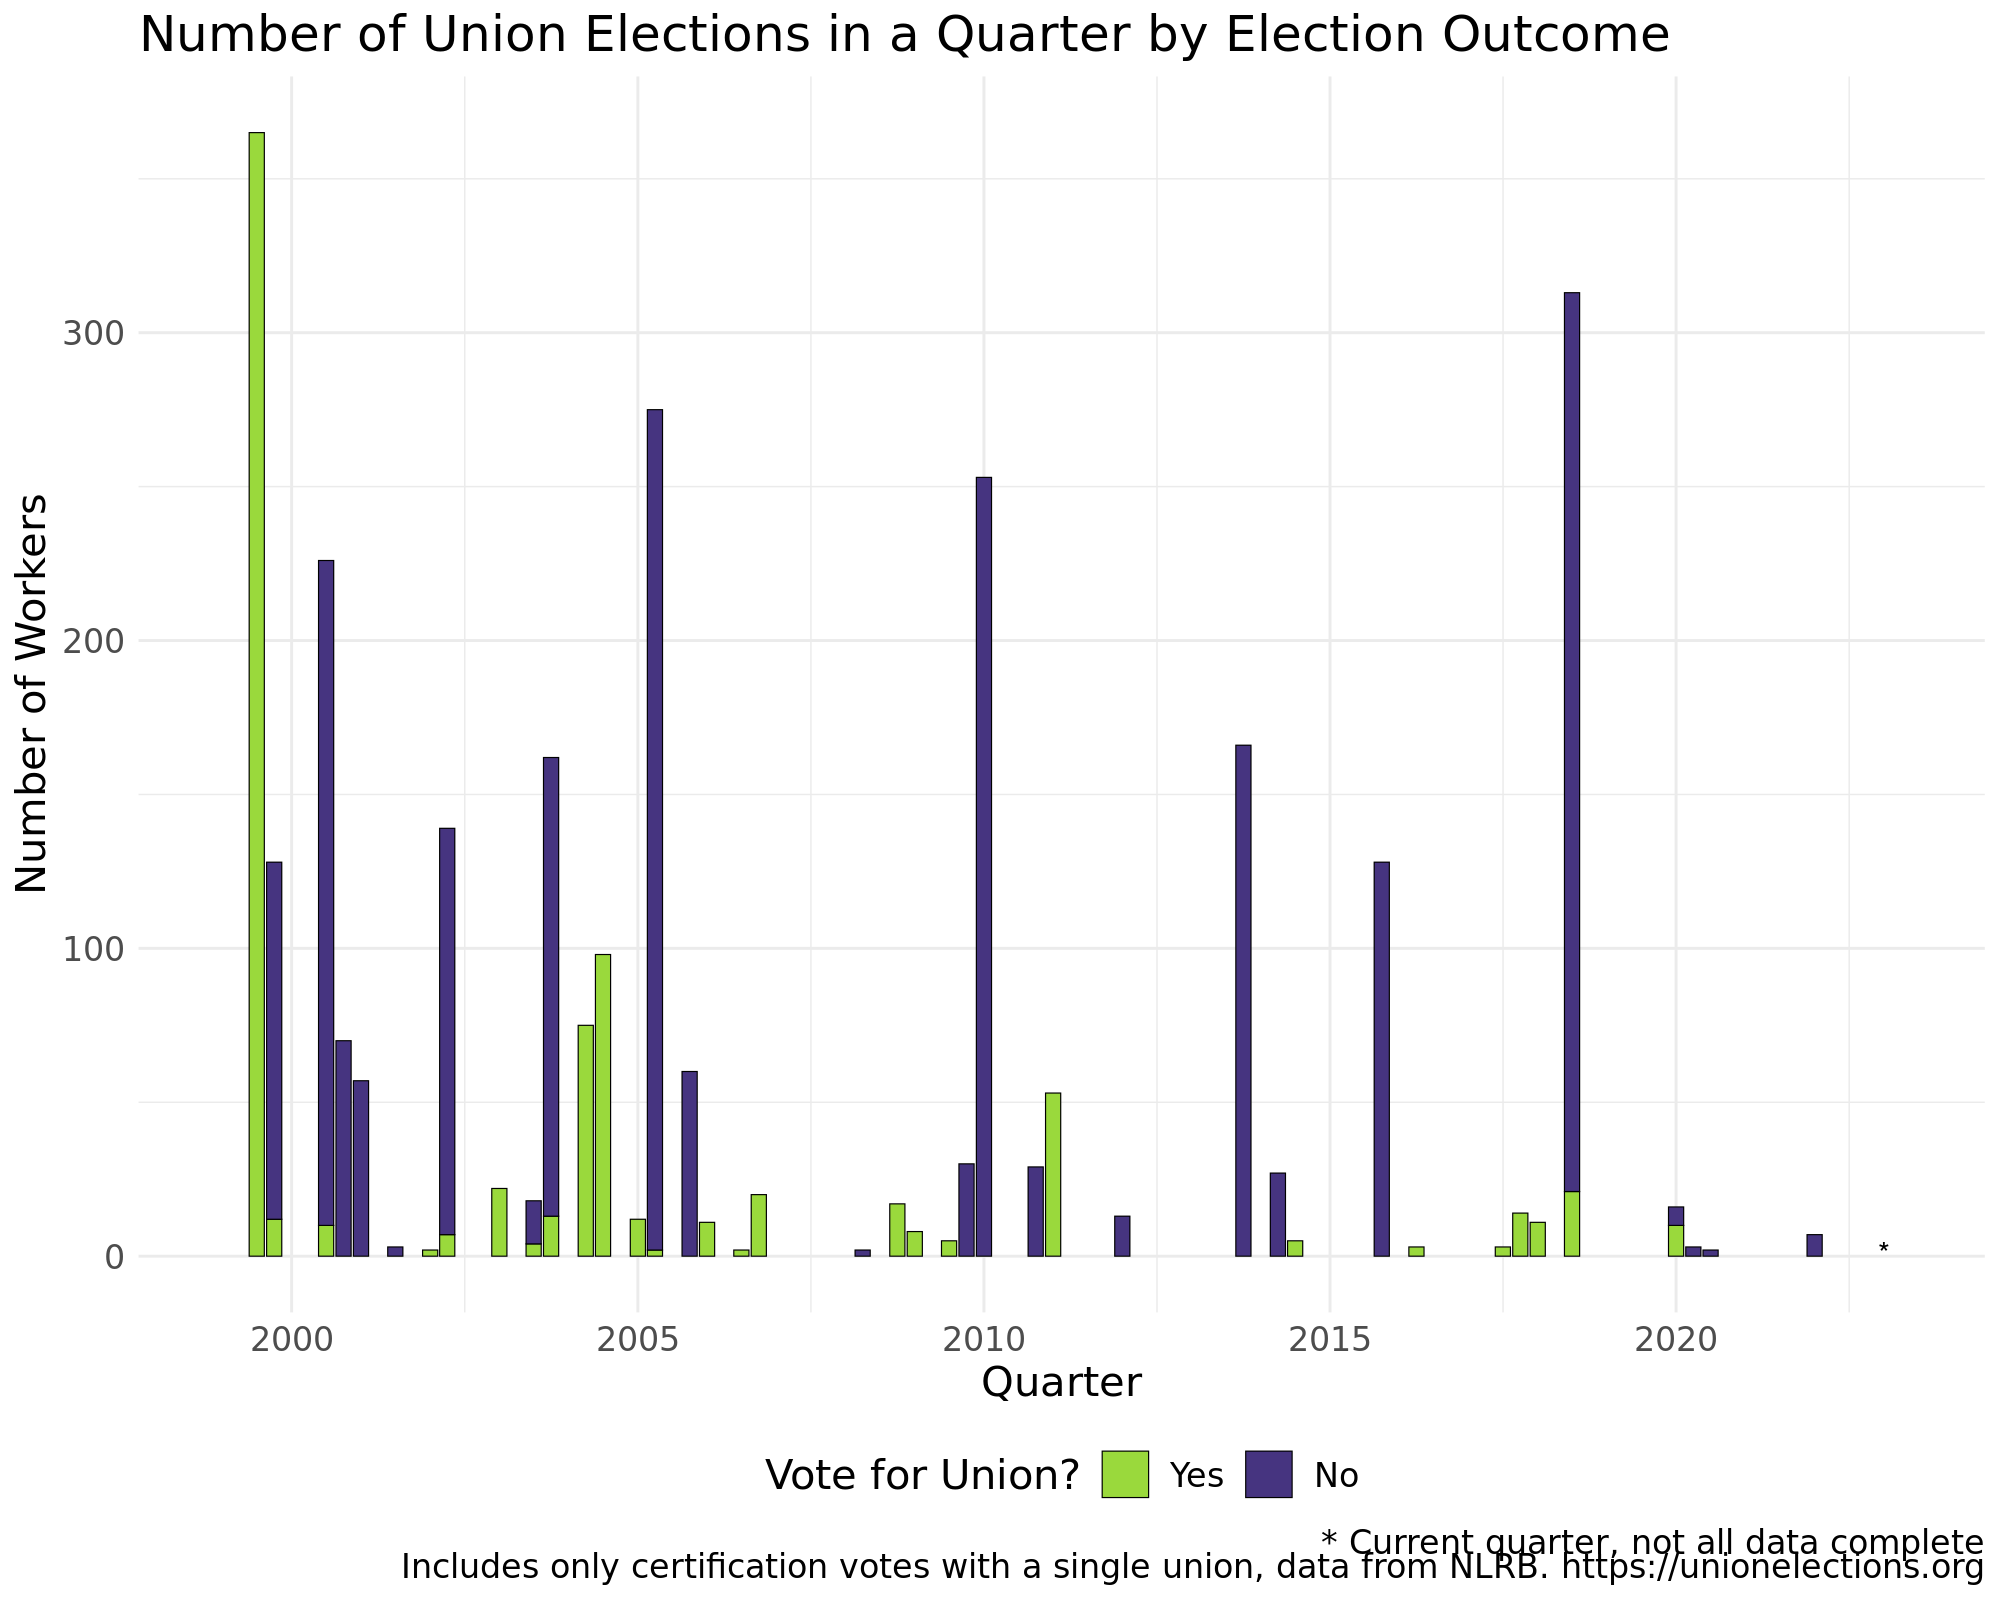 Number of Union Elections in a Quarter by Election Outcome
Number of Workers
300
200
100
0
*
2000 2005 2010 2015 2020
Quarter
Vote for Union? Yes No
* Current quarter, not all data complete
Includes only certification votes with a single union, data from NLRB. https://unionelections.org